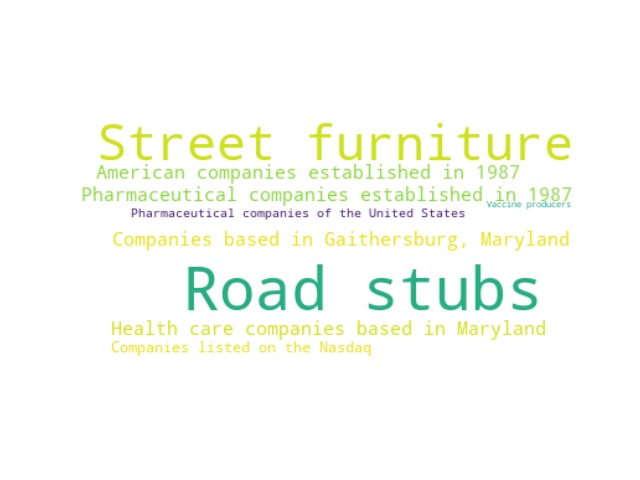 Street furniture
American companies established in 1987
Pharmaceutical companies established in 1987
Vaccine producers
Pharmaceutical companies of the United States
Companies based in Gaithersburg, Maryland
Road stubs
Health care companies based in Maryland
Companies listed on the Nasdaq